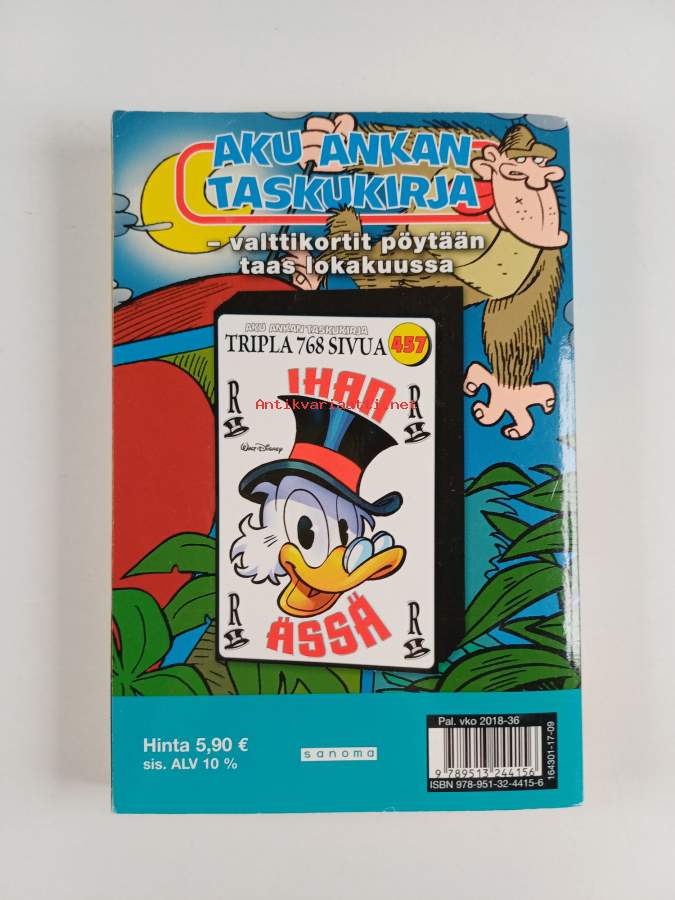 AKU ANKAN
TASKUKIRJA
– valttikortit pöytään
taas lokakuussa
AKU ANKAN TASKUKIRJA
TRIPLA 768 SIVUA 457
R
IHAN
R
Antikvariaatti.net
WALT DISNEY
R
ÄSSÄ
R
Hinta 5,90 €
sis. ALV 10 %
sanoma
Pal. vko 2018-36
9 789513 244156
ISBN 978-951-32-4415-6
164301-17-09